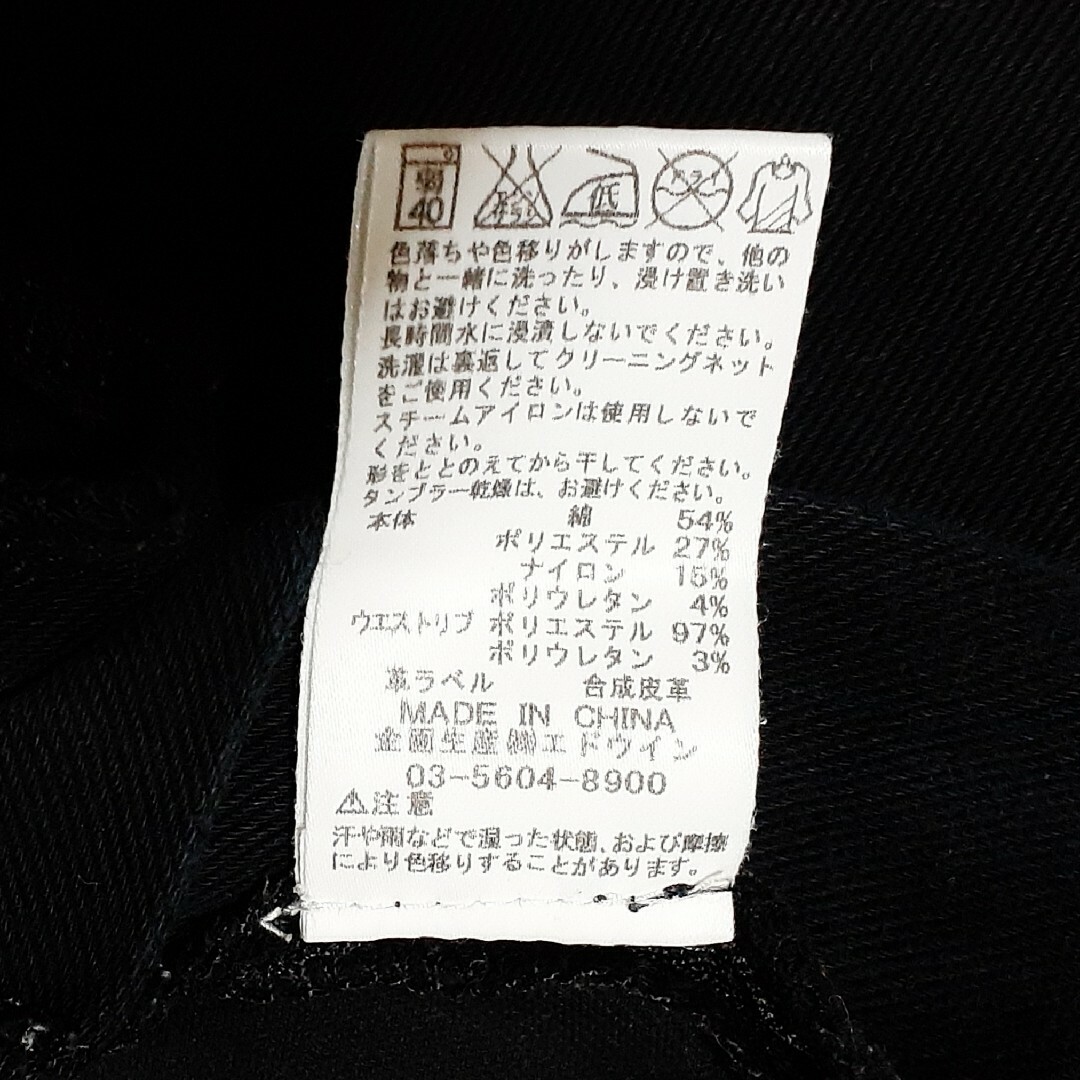 弱 40 エンソサラシ 低 ドライ
色落ちや色移りがしますので、他の
物と一緒に洗ったり、浸け置き洗い
はお避けください。
長時間水に浸漬しないでください。
洗濯は裏返してクリーニングネット
をご使用ください。
スチームアイロンは使用しないで
ください。
形をととのえてから干してください。
タンブラー乾燥は、お避けください。
本体 綿 54%
ポリエステル 27%
ナイロン 15%
ポリウレタン 4%
ウエストリブ ポリエステル 97%
ポリウレタン 3%
革ラベル 合成皮革
MADE IN CHINA
企画生産㈱エドウイン
03-5604-8900
⚠注意
汗や雨などで湿った状態、および摩擦
により色移りすることがあります。